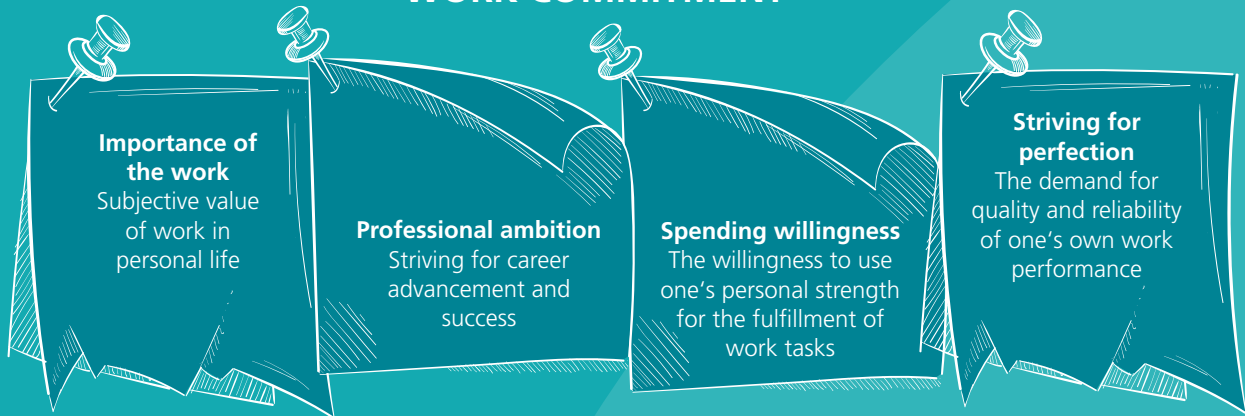 WORK COMMITMENT
Importance of
the work
Subjective value
of work in
personal life
Professional ambition
Striving for career
advancement and
success
Spending willingness
The willingness to use
one's personal strength
for the fulfillment of
work tasks
Striving for
perfection
The demand for
quality and reliability
of one's own work
performance